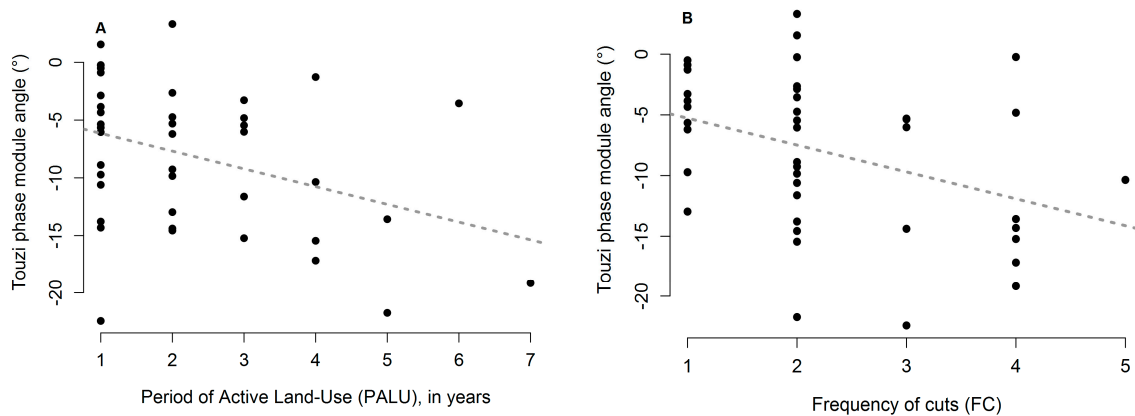 A
Touzi phase module angle (°)
0
-5
-10
-15
-20
1 2 3 4 5 6 7
Period of Active Land-Use (PALU), in years
B
Touzi phase module angle (°)
0
-5
-10
-15
-20
1 2 3 4 5
Frequency of cuts (FC)